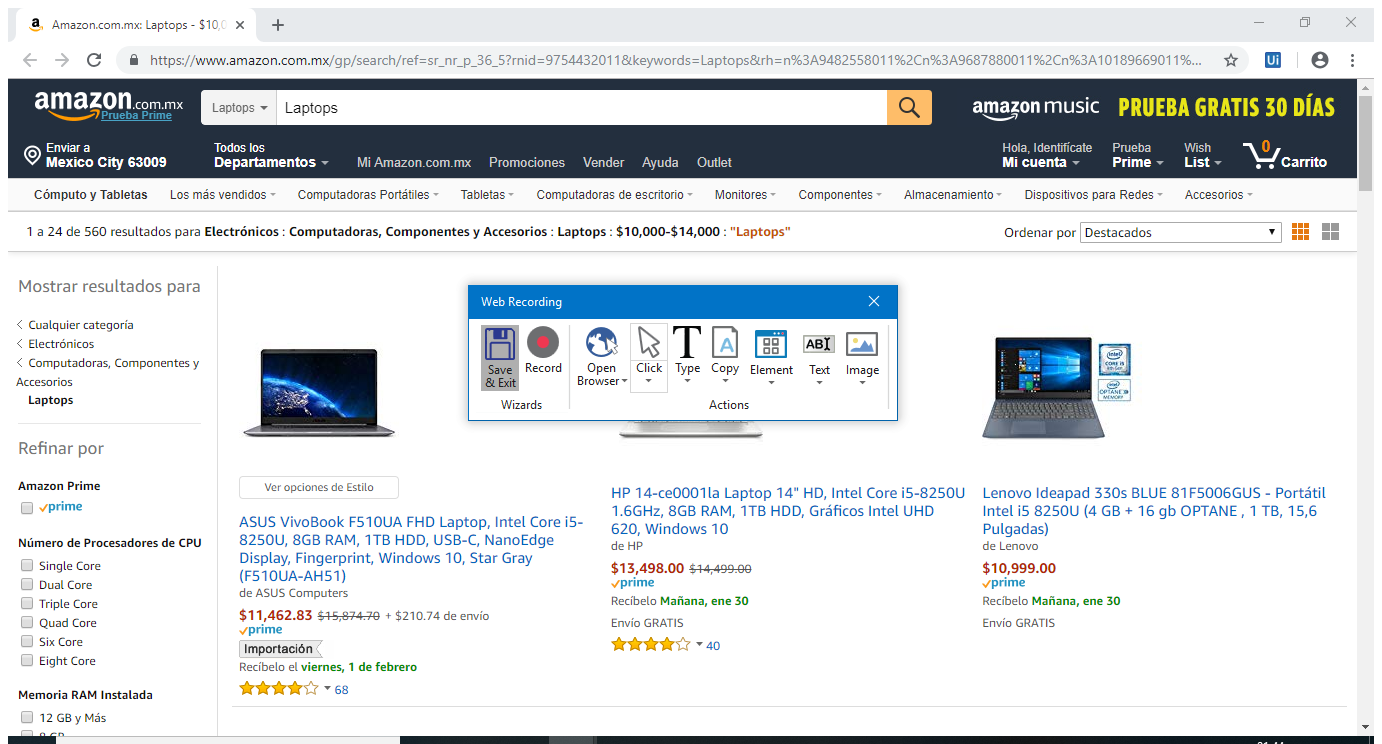 Amazon.com.mx: Laptops - $10,0
https://www.amazon.com.mx/gp/search/ref=sr_nr_p_36_5?rnid=9754432011&keywords=Laptops&rh=n%3A9482558011%2Cn%3A9687880011%2Cn%3A10189669011%...
Ui
amazon.com.mx
Prueba Prime
Laptops
Laptops
amazon music PRUEBA GRATIS 30 DÍAS
Enviar a
Mexico City 63009
Todos los
Departamentos
Mi Amazon.com.mx Promociones Vender Ayuda Outlet
Hola, Identifícate
Mi cuenta
Prueba
Prime
Wish
List
0
Carrito
Cómputo y Tabletas Los más vendidos Computadoras Portátiles Tabletas Computadoras de escritorio Monitores Componentes Almacenamiento Dispositivos para Redes Accesorios
1 a 24 de 560 resultados para Electrónicos : Computadoras, Componentes y Accesorios : Laptops : $10,000-$14,000 : "Laptops"
Ordenar por Destacados
Mostrar resultados para
Cualquier categoría
Electrónicos
Computadoras, Componentes y
Accesorios
Laptops
Refinar por
Amazon Prime
prime
Número de Procesadores de CPU
Single Core
Dual Core
Triple Core
Quad Core
Six Core
Eight Core
Memoria RAM Instalada
12 GB y Más
8 GB
Web Recording
Save
& Exit
Record
Wizards
Open
Browser
Click
T
Type
A
Copy
Element
AB
Text
Image
Actions
Ver opciones de Estilo
ASUS VivoBook F510UA FHD Laptop, Intel Core i5-
8250U, 8GB RAM, 1TB HDD, USB-C, NanoEdge
Display, Fingerprint, Windows 10, Star Gray
(F510UA-AH51)
de ASUS Computers
$11,462.83 $15,874.70 + $210.74 de envío
prime
Importación
Recíbelo el viernes, 1 de febrero
68
HP 14-ce0001la Laptop 14" HD, Intel Core i5-8250U
1.6GHz, 8GB RAM, 1TB HDD, Gráficos Intel UHD
620, Windows 10
de HP
$13,498.00 $14,499.00
prime
Recíbelo Mañana, ene 30
Envío GRATIS
40
intel
CORE i5
intel
OPTANE
MEMORY
Lenovo Ideapad 330s BLUE 81F5006GUS - Portátil
Intel i5 8250U (4 GB + 16 gb OPTANE , 1 TB, 15,6
Pulgadas)
de Lenovo
$10,999.00
prime
Recíbelo Mañana, ene 30
Envío GRATIS